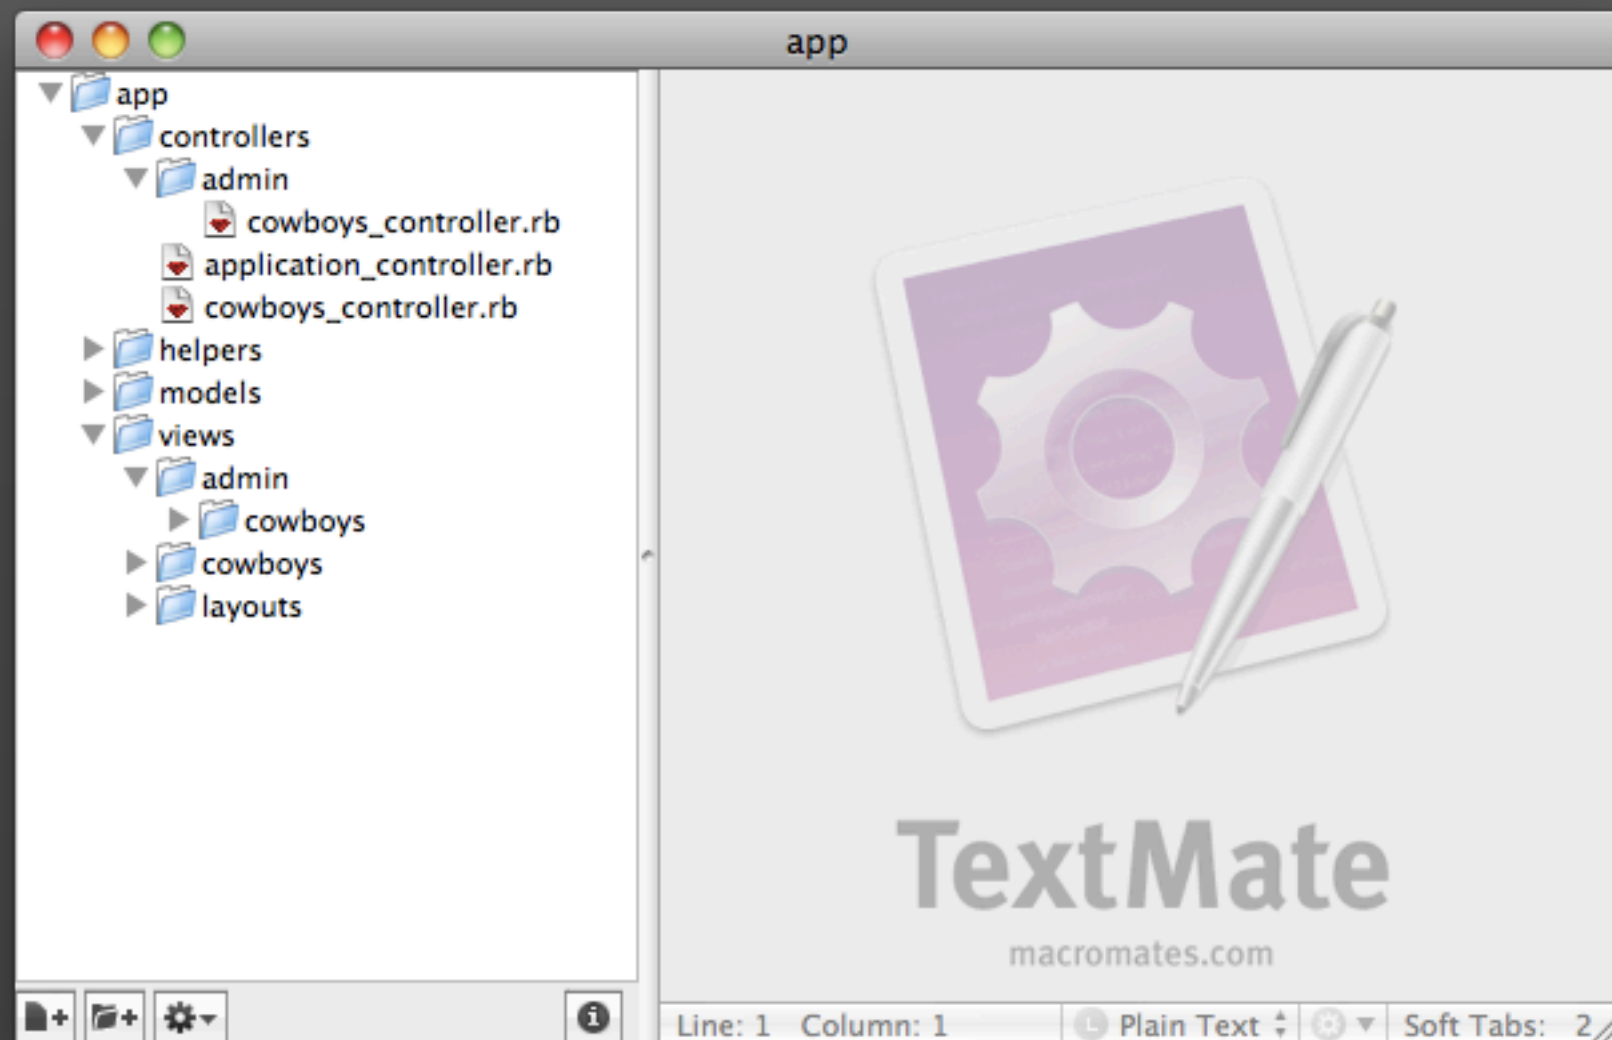 app
app
controllers
admin
cowboys_controller.rb
application_controller.rb
cowboys_controller.rb
helpers
models
views
admin
cowboys
cowboys
layouts
TextMate
macromates.com
Line: 1 Column: 1
L Plain Text
Soft Tabs: 2